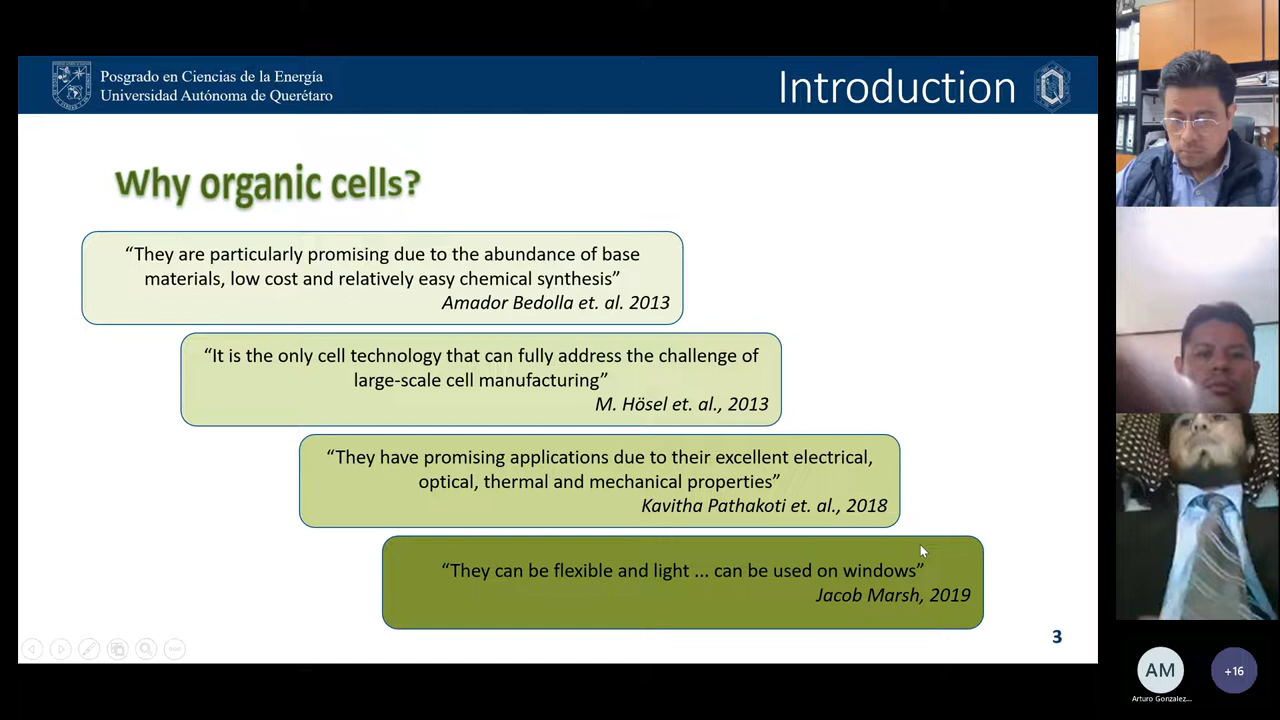 Posgrado en Ciencias de la Energía
Universidad Autónoma de Querétaro
Introduction
Why organic cells?
“They are particularly promising due to the abundance of base
materials, low cost and relatively easy chemical synthesis”
Amador Bedolla et. al. 2013
“It is the only cell technology that can fully address the challenge of
large-scale cell manufacturing”
M. Hösel et. al., 2013
“They have promising applications due to their excellent electrical,
optical, thermal and mechanical properties”
Kavitha Pathakoti et. al., 2018
“They can be flexible and light ... can be used on windows”
Jacob Marsh, 2019
3
AM
+16
Arturo Gonzalez...